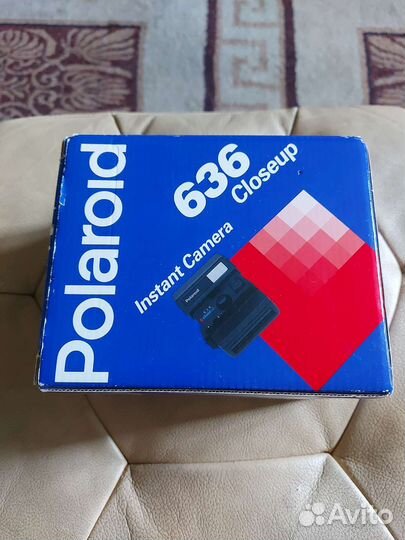 Polaroid
636
Closeup
Instant Camera
Polaroid
Avito